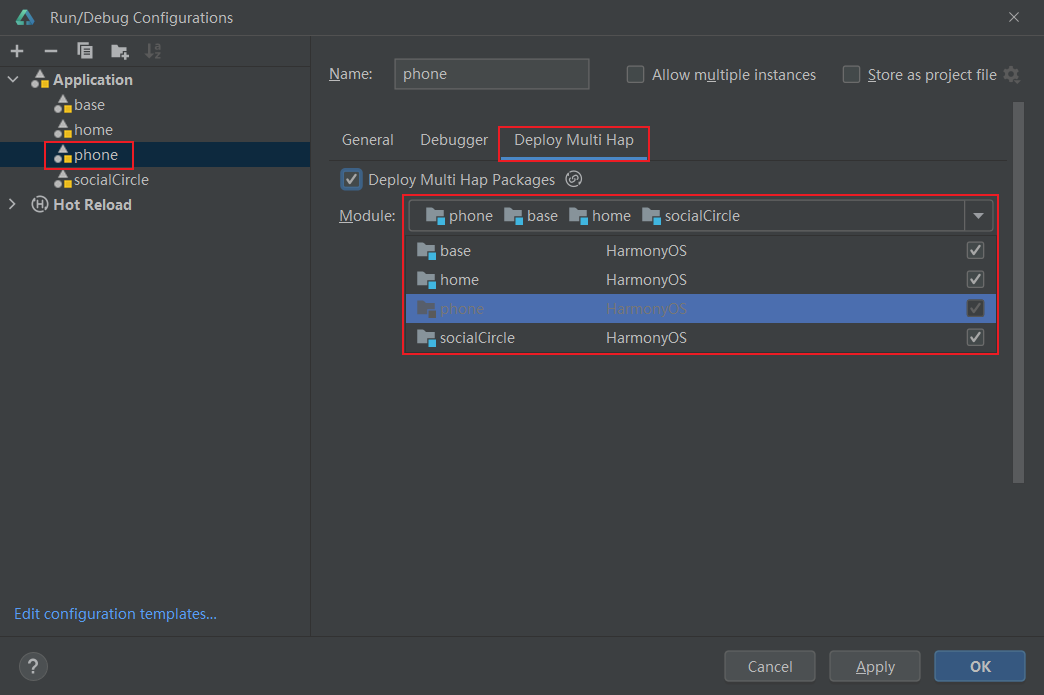 Run/Debug Configurations
Application
base
home
phone
socialCircle
Hot Reload
Edit configuration templates...
Name: phone Allow multiple instances Store as project file
General Debugger Deploy Multi Hap
Deploy Multi Hap Packages
Module: phone base home socialCircle
base HarmonyOS
home HarmonyOS
phone HarmonyOS
socialCircle HarmonyOS
? Cancel Apply OK